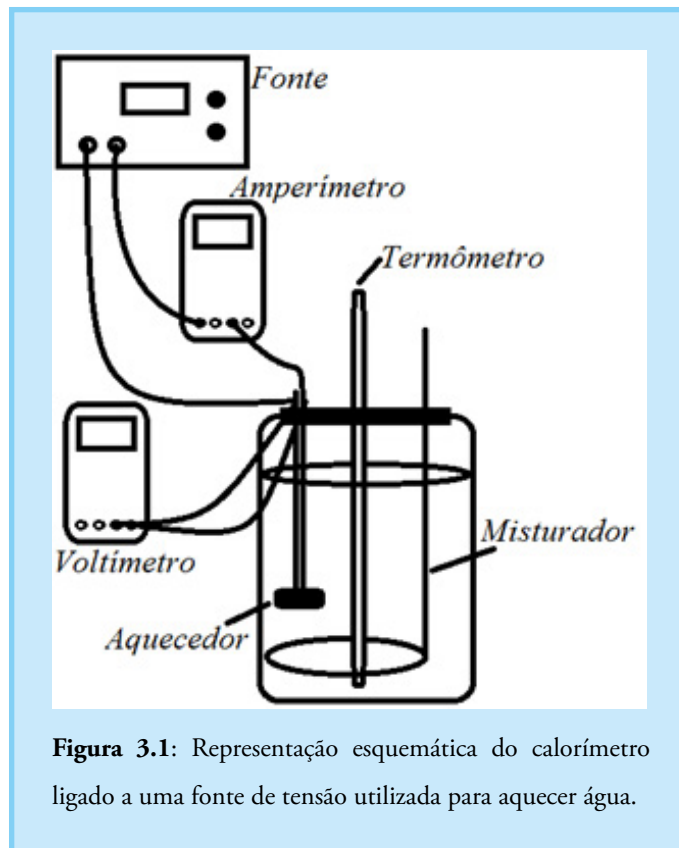 Fonte
Amperímetro
Termômetro
Voltímetro
Misturador
Aquecedor
Figura 3.1: Representação esquemática do calorímetro
ligado a uma fonte de tensão utilizada para aquecer água.